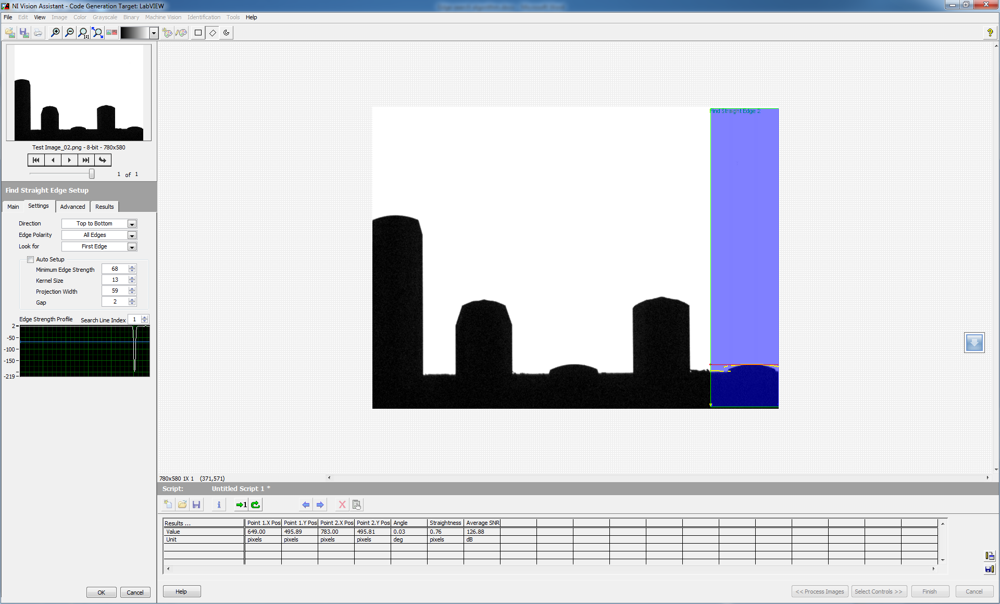 NI Vision Assistant - Code Generation Target: LabVIEW
File Edit View Image Color Grayscale Binary Machine Vision Identification Tools Help
1:1
?
Test Image_02.png - 8-bit - 780x580
1 of 1
Find Straight Edge Setup
Main Settings Advanced Results
Direction Top to Bottom
Edge Polarity All Edges
Look for First Edge
Auto Setup
Minimum Edge Strength 68
Kernel Size 13
Projection Width 59
Gap 2
Edge Strength Profile Search Line Index 1
2
-50
-100
-150
-219
OK Cancel
780x580 1X 1 (371,571)
Script: Untitled Script 1 *
i 1
Results ... Point 1.X Pos Point 1.Y Pos Point 2.X Pos Point 2.Y Pos Angle Straightness Average SNR
Value 649.00 495.89 783.00 495.81 0.03 0.76 126.88
Unit pixels pixels pixels pixels deg pixels dB
Help << Process Images Select Controls >> Finish Cancel